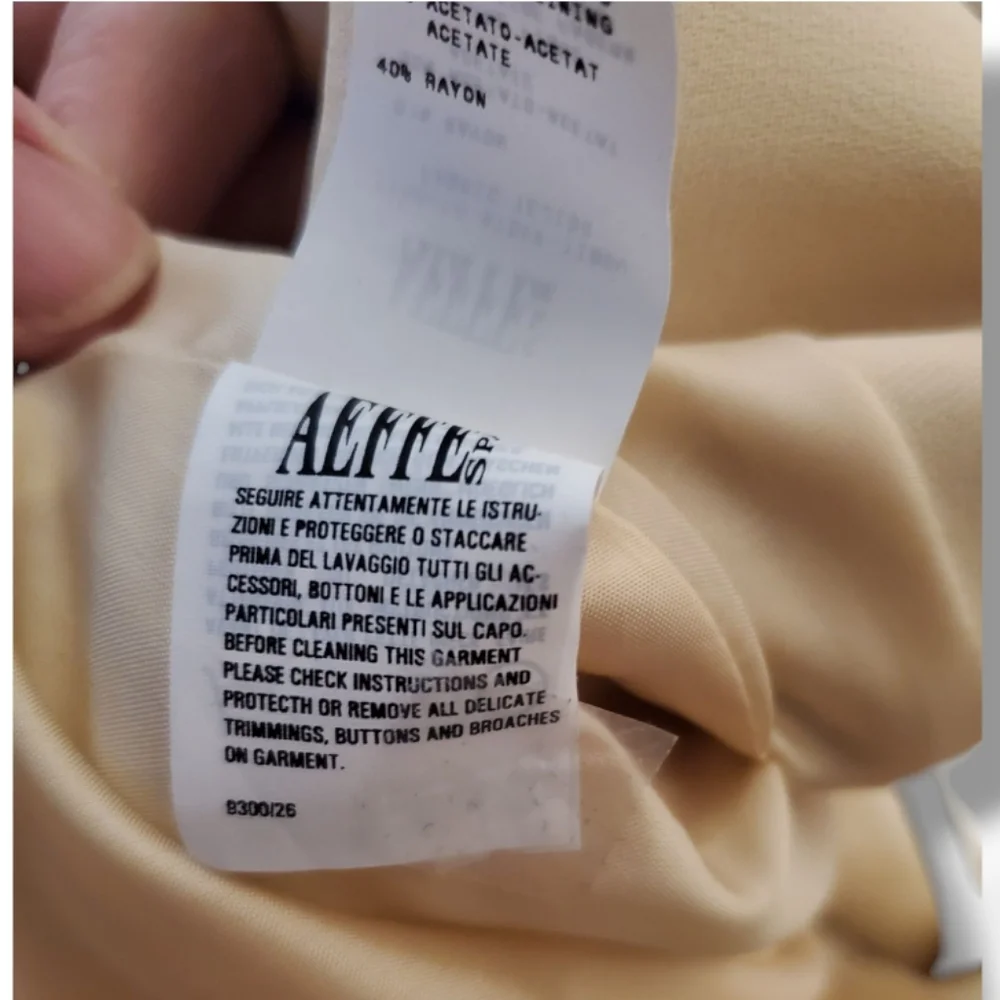 ACETATO-ACETAT
ACETATE
40% RAYON
AEFFE SPA
SEGUIRE ATTENTAMENTE LE ISTRU-
ZIONI E PROTEGGERE O STACCARE
PRIMA DEL LAVAGGIO TUTTI GLI AC-
CESSORI, BOTTONI E LE APPLICAZIONI
PARTICOLARI PRESENTI SUL CAPO.
BEFORE CLEANING THIS GARMENT
PLEASE CHECK INSTRUCTIONS AND
PROTECTH OR REMOVE ALL DELICATE
TRIMMINGS, BUTTONS AND BROACHES
ON GARMENT.
8300/26